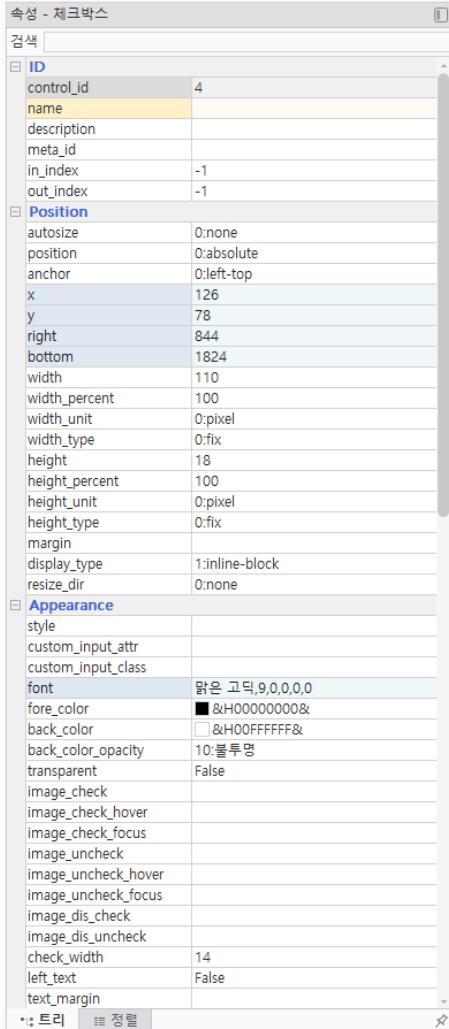 속성 - 체크박스
검색
ID
control_id 4
name
description
meta_id
in_index -1
out_index -1
Position
autosize 0:none
position 0:absolute
anchor 0:left-top
x 126
y 78
right 844
bottom 1824
width 110
width_percent 100
width_unit 0:pixel
width_type 0:fix
height 18
height_percent 100
height_unit 0:pixel
height_type 0:fix
margin
display_type 1:inline-block
resize_dir 0:none
Appearance
style
custom_input_attr
custom_input_class
font 맑은 고딕,9,0,0,0,0
fore_color &H00000000&
back_color &H00FFFFFF&
back_color_opacity 10:불투명
transparent False
image_check
image_check_hover
image_check_focus
image_uncheck
image_uncheck_hover
image_uncheck_focus
image_dis_check
image_dis_uncheck
check_width 14
left_text False
text_margin
트리 정렬